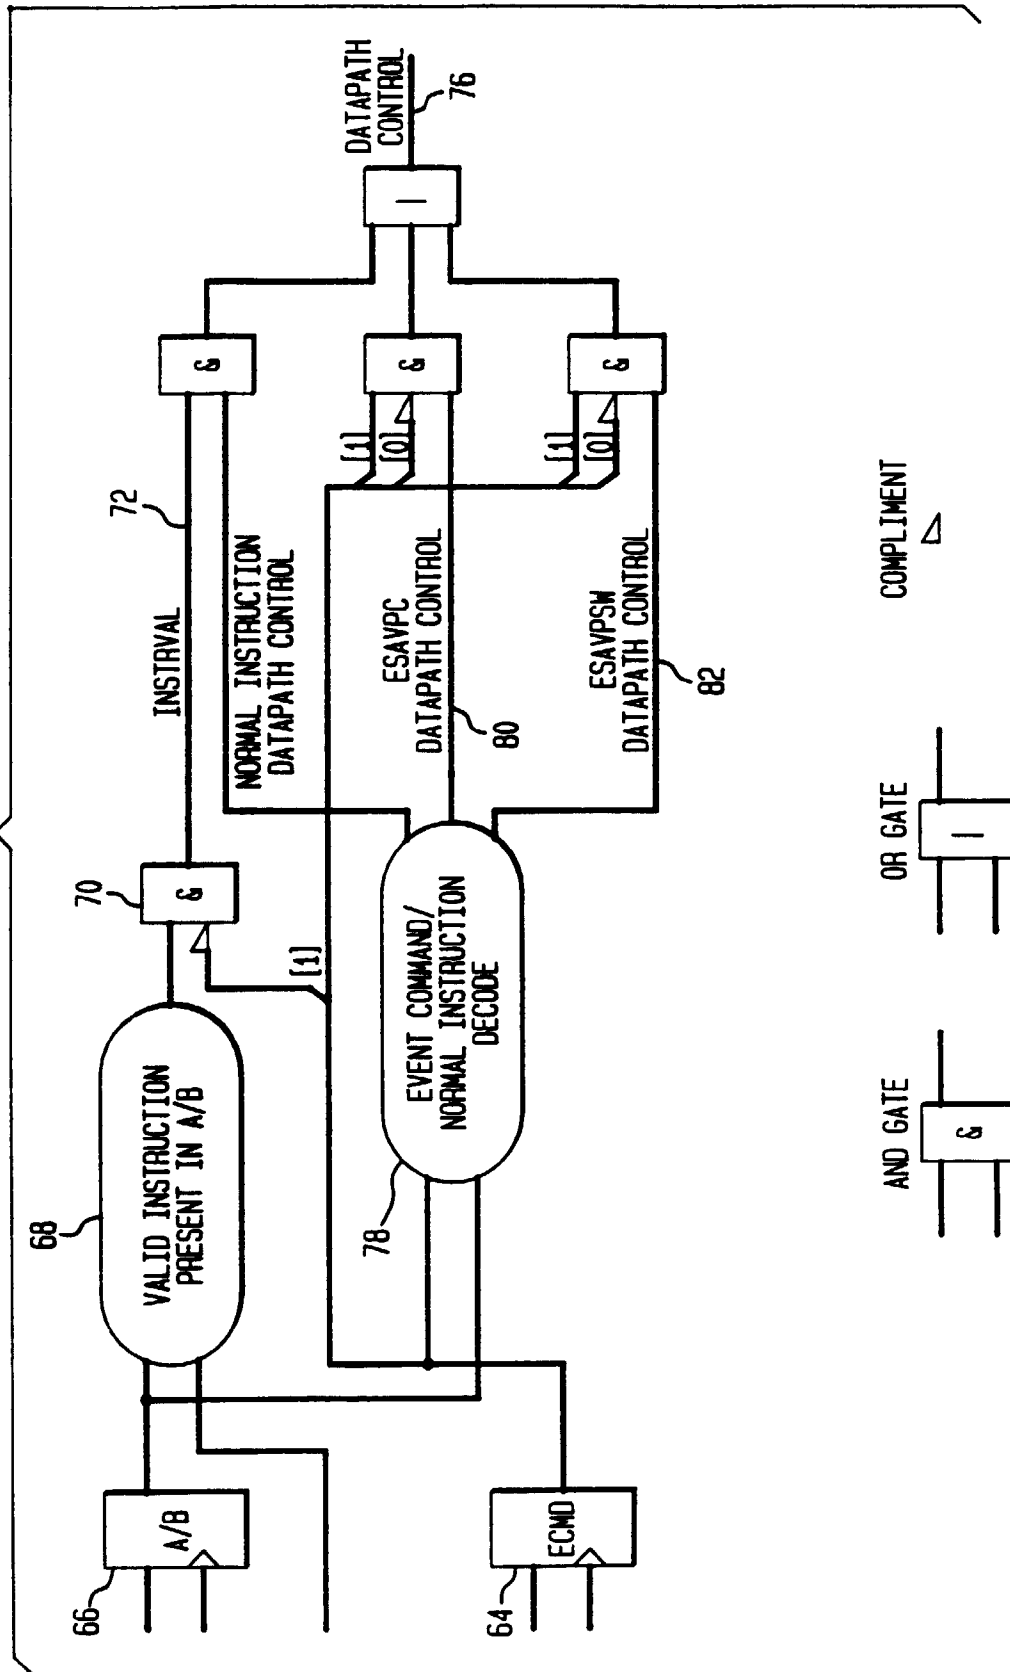 66
A/B
68
VALID INSTRUCTION
PRESENT IN A/B
70
&
INSTRVAL
72
&
NORMAL INSTRUCTION
DATAPATH CONTROL
[1]
64
ECMD
78
EVENT COMMAND/
NORMAL INSTRUCTION
DECODE
ESAVPC
DATAPATH CONTROL
80
[1]
[0]
&
|
DATAPATH
CONTROL
76
ESAVPSW
DATAPATH CONTROL
82
[1]
[0]
&
AND GATE
&
OR GATE
|
COMPLIMENT